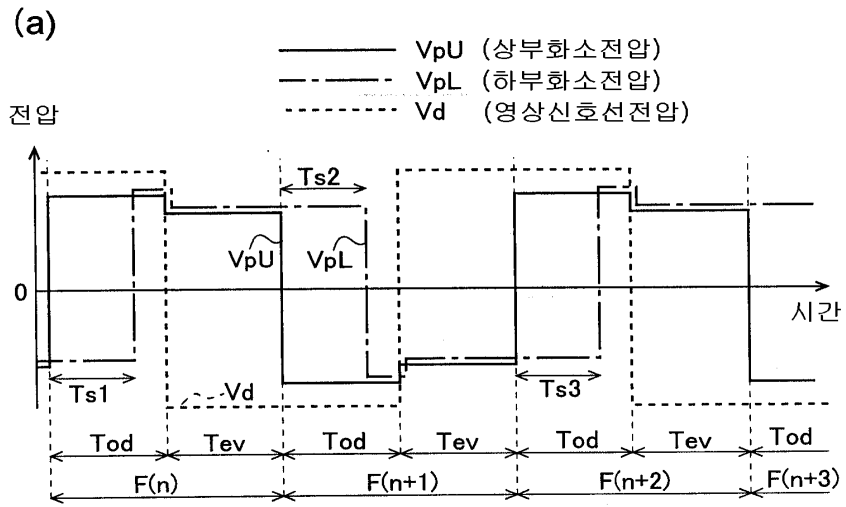 (a)
VpU (상부화소전압)
VpL (하부화소전압)
Vd (영상신호선전압)
전압
Ts2
VpU VpL
0
시간
Ts1 Vd Ts3
Tod Tev Tod Tev Tod Tev Tod
F(n) F(n+1) F(n+2) F(n+3)